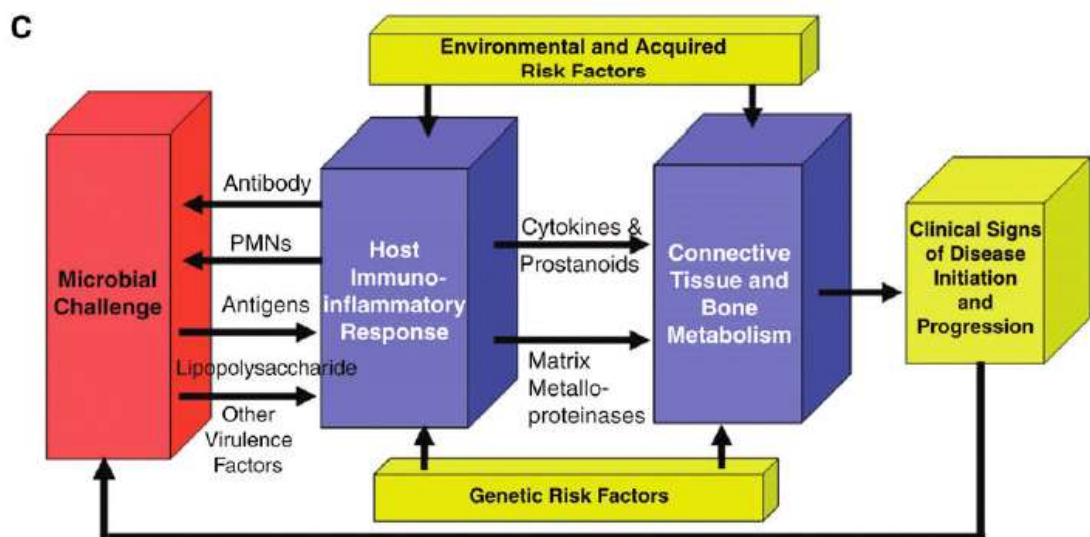 C
Environmental and Acquired
Risk Factors
Microbial
Challenge
Antibody
PMNs
Antigens
Lipopolysaccharide
Other
Virulence
Factors
Host
Immuno-
inflammatory
Response
Cytokines &
Prostanoids
Matrix
Metallo-
proteinases
Connective
Tissue and
Bone
Metabolism
Clinical Signs
of Disease
Initiation
and
Progression
Genetic Risk Factors